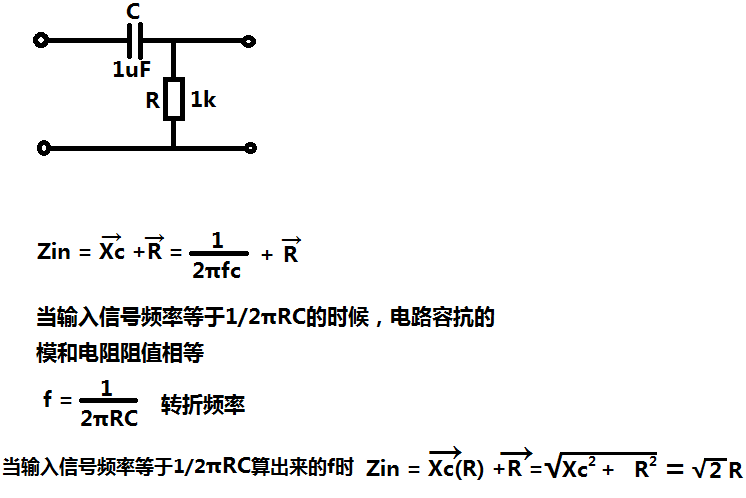 C
1uF
R 1k
Zin = Xc + R = 1/2πfc + R
当输入信号频率等于1/2πRC的时候，电路容抗的
模和电阻阻值相等
f = 1/2πRC 转折频率
当输入信号频率等于1/2πRC算出来的f时 Zin = Xc(R) + R = √Xc² + R² = √2 R